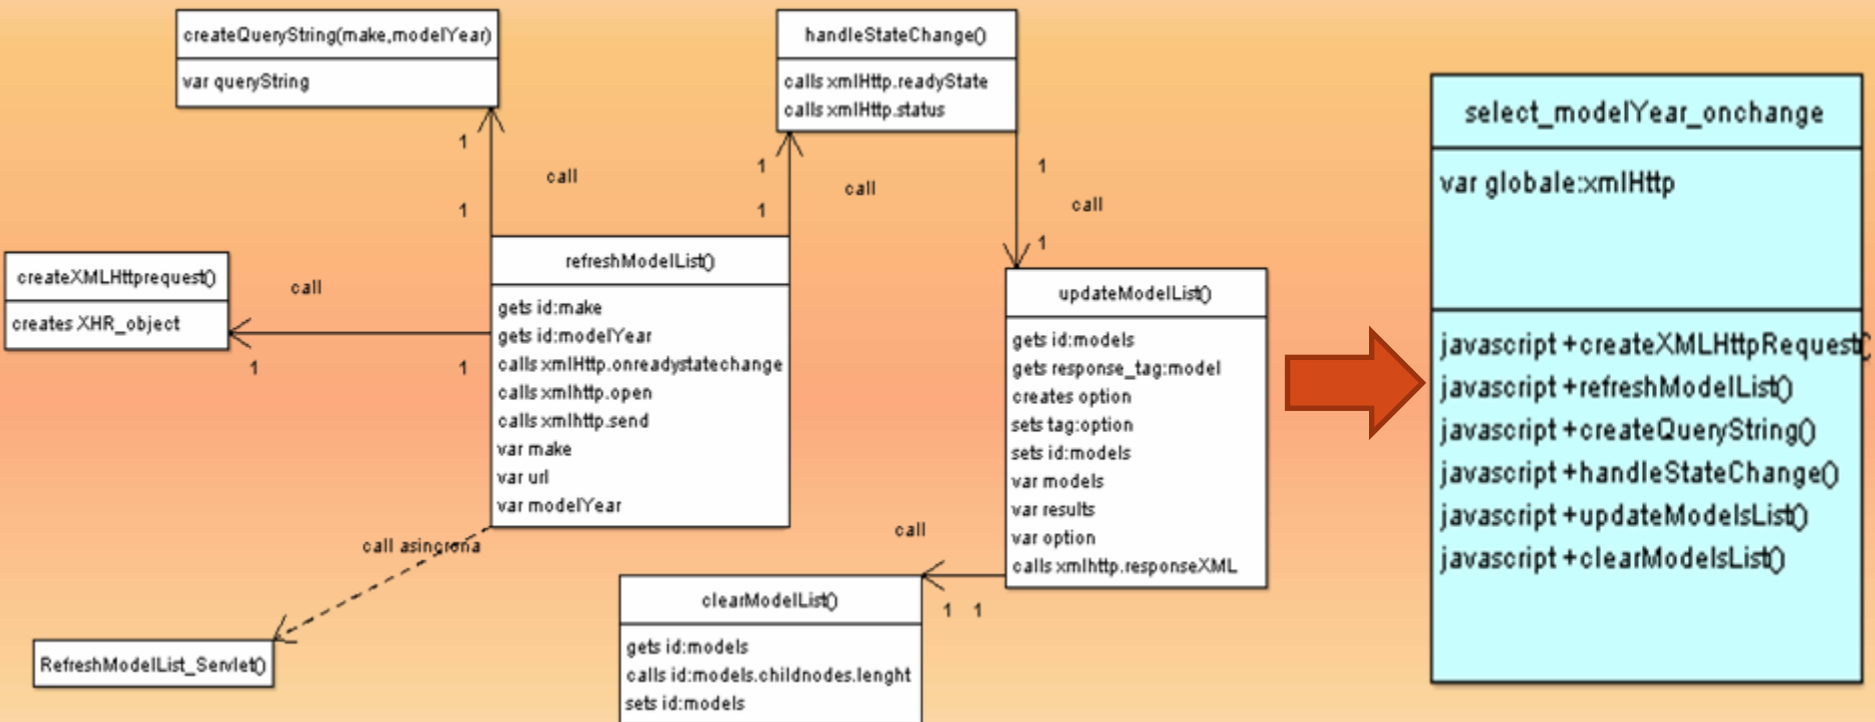 createQueryString(make,modelYear)
var queryString
handleStateChange()
calls xmlHttp.readyState
calls xmlHttp.status
select_modelYear_onchange
var globale:xmlHttp
javascript +createXMLHttpRequest()
javascript +refreshModelList()
javascript +createQueryString()
javascript +handleStateChange()
javascript +updateModelsList()
javascript +clearModelsList()
1
call
1
1
call
1
1
call
1
createXMLHttprequest()
creates XHR_object
call
1
1
refreshModelList()
gets id:make
gets id:modelYear
calls xmlHttp.onreadystatechange
calls xmlhttp.open
calls xmlhttp.send
var make
var url
var modelYear
updateModelList()
gets id:models
gets response_tag:model
creates option
sets tag:option
sets id:models
var models
var results
var option
calls xmlhttp.responseXML
call asincrona
call
1 1
RefreshModelList_Servlet()
clearModelList()
gets id:models
calls id:models.childnodes.lenght
sets id:models